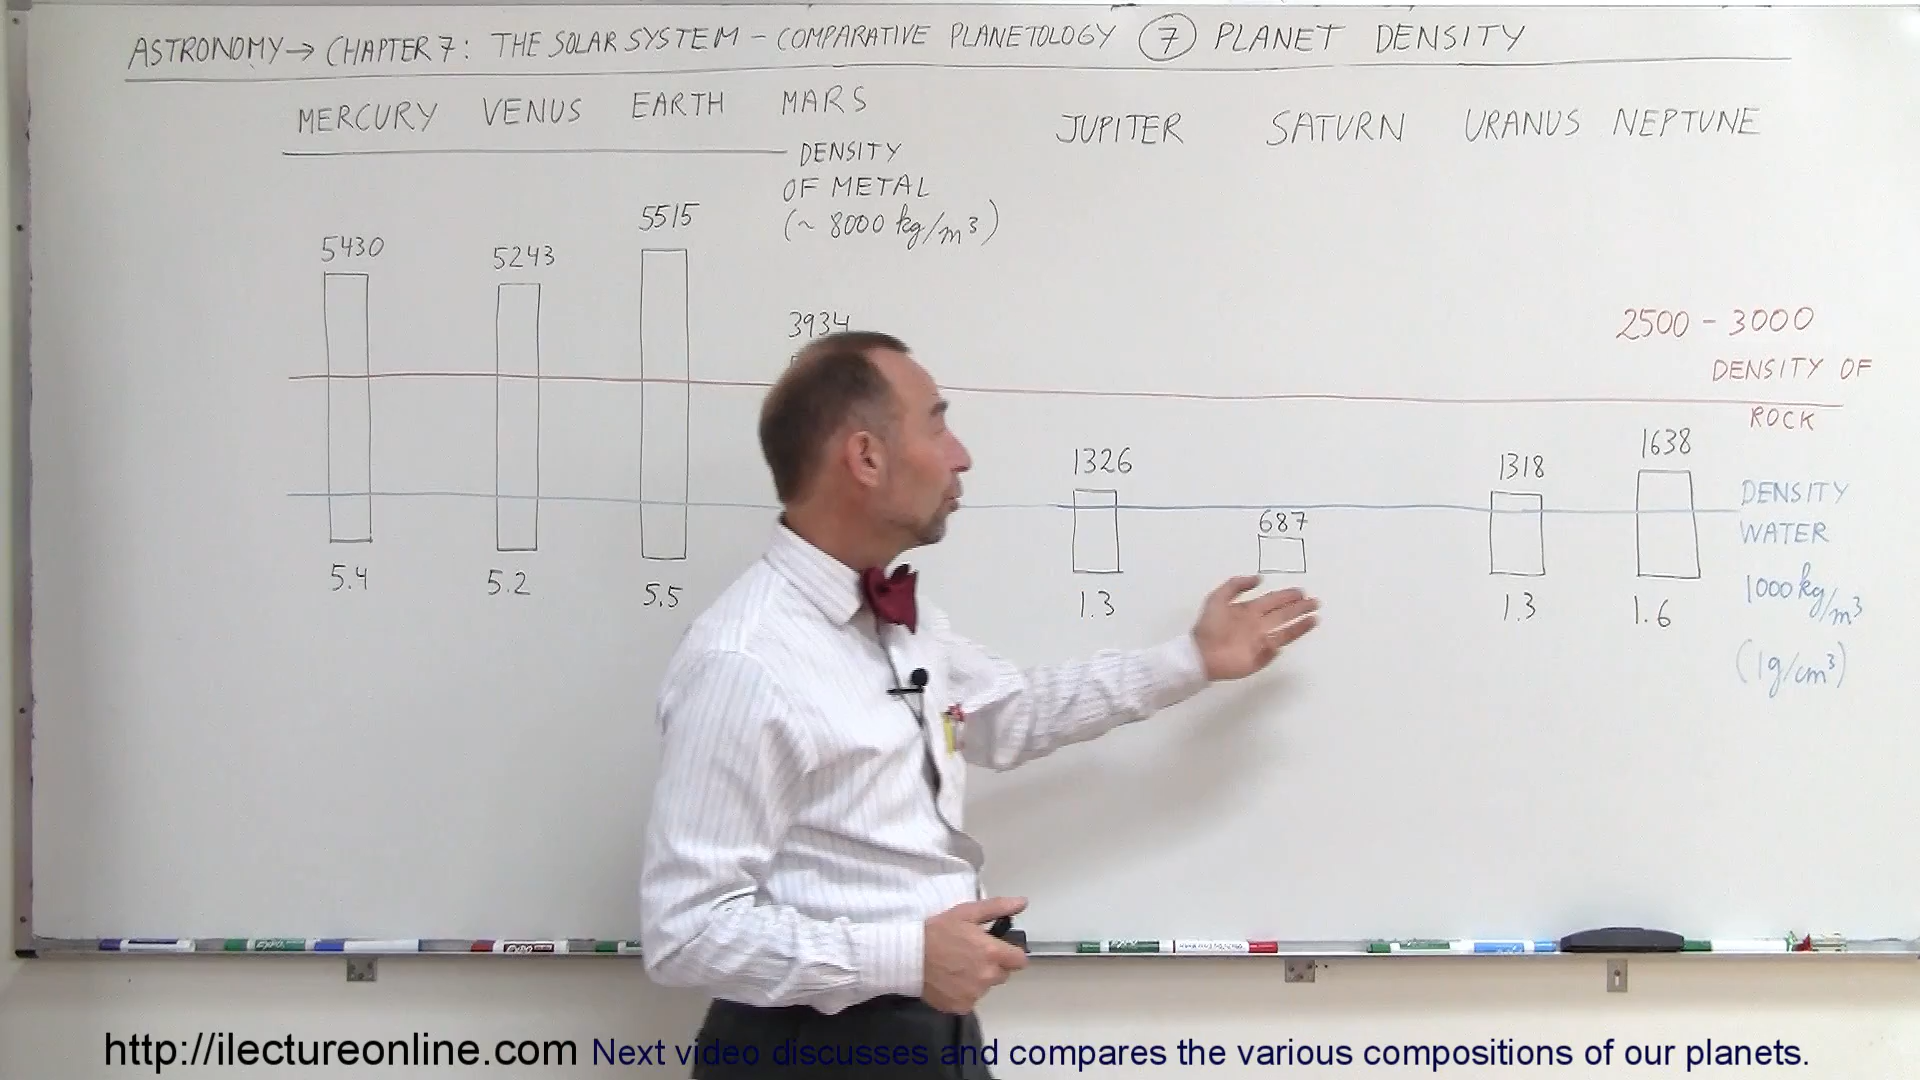 ASTRONOMY → CHAPTER 7: THE SOLAR SYSTEM - COMPARATIVE PLANETOLOGY ⑦ PLANET DENSITY
MERCURY VENUS EARTH MARS JUPITER SATURN URANUS NEPTUNE
DENSITY
OF METAL
(~ 8000 kg/m³)
5430 5243 5515 3934
2500 - 3000
DENSITY OF
ROCK
1326 687 1318 1638
DENSITY
WATER
1000 kg/m³
(1g/cm³)
5.4 5.2 5.5 1.3 1.3 1.6
http://ilectureonline.com Next video discusses and compares the various compositions of our planets.